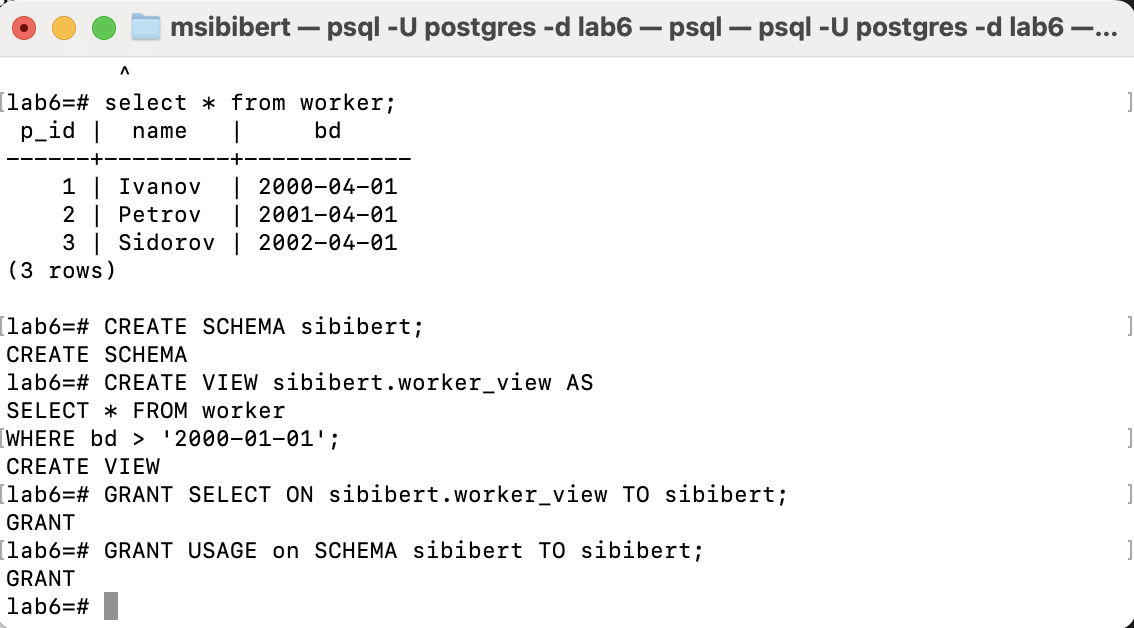 msibibert — psql -U postgres -d lab6 — psql — psql -U postgres -d lab6 —...
^
[lab6=# select * from worker; ]
 p_id |  name   |     bd
------+---------+------------
    1 | Ivanov  | 2000-04-01
    2 | Petrov  | 2001-04-01
    3 | Sidorov | 2002-04-01
(3 rows)
[lab6=# CREATE SCHEMA sibibert; ]
CREATE SCHEMA
lab6=# CREATE VIEW sibibert.worker_view AS
SELECT * FROM worker
[WHERE bd > '2000-01-01'; ]
CREATE VIEW
[lab6=# GRANT SELECT ON sibibert.worker_view TO sibibert; ]
GRANT
[lab6=# GRANT USAGE on SCHEMA sibibert TO sibibert; ]
GRANT
lab6=#